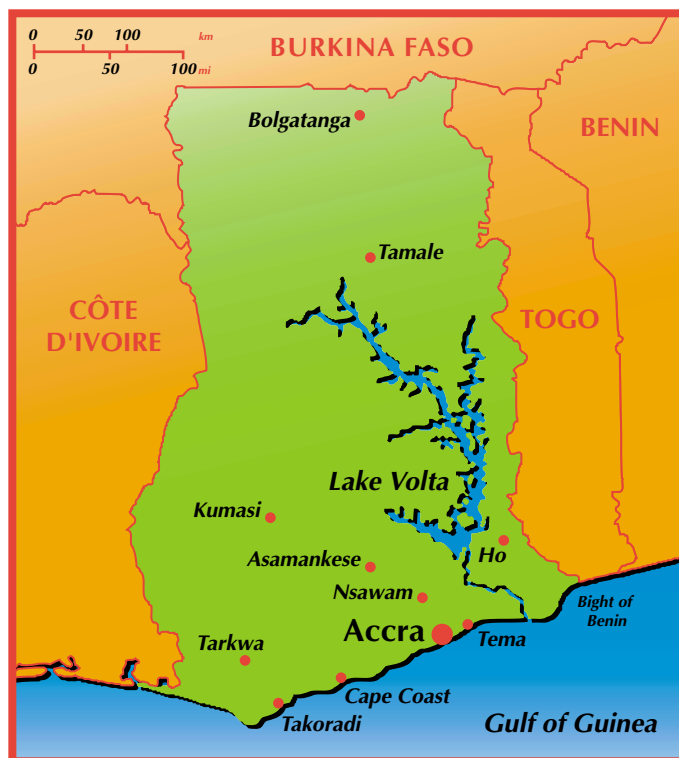 0 50 100 km
0 50 100 mi
BURKINA FASO
Bolgatanga
BENIN
Tamale
CÔTE
D'IVOIRE
TOGO
Lake Volta
Kumasi
Ho
Asamankese
Nsawam
Bight of
Benin
Accra
Tema
Tarkwa
Cape Coast
Takoradi
Gulf of Guinea